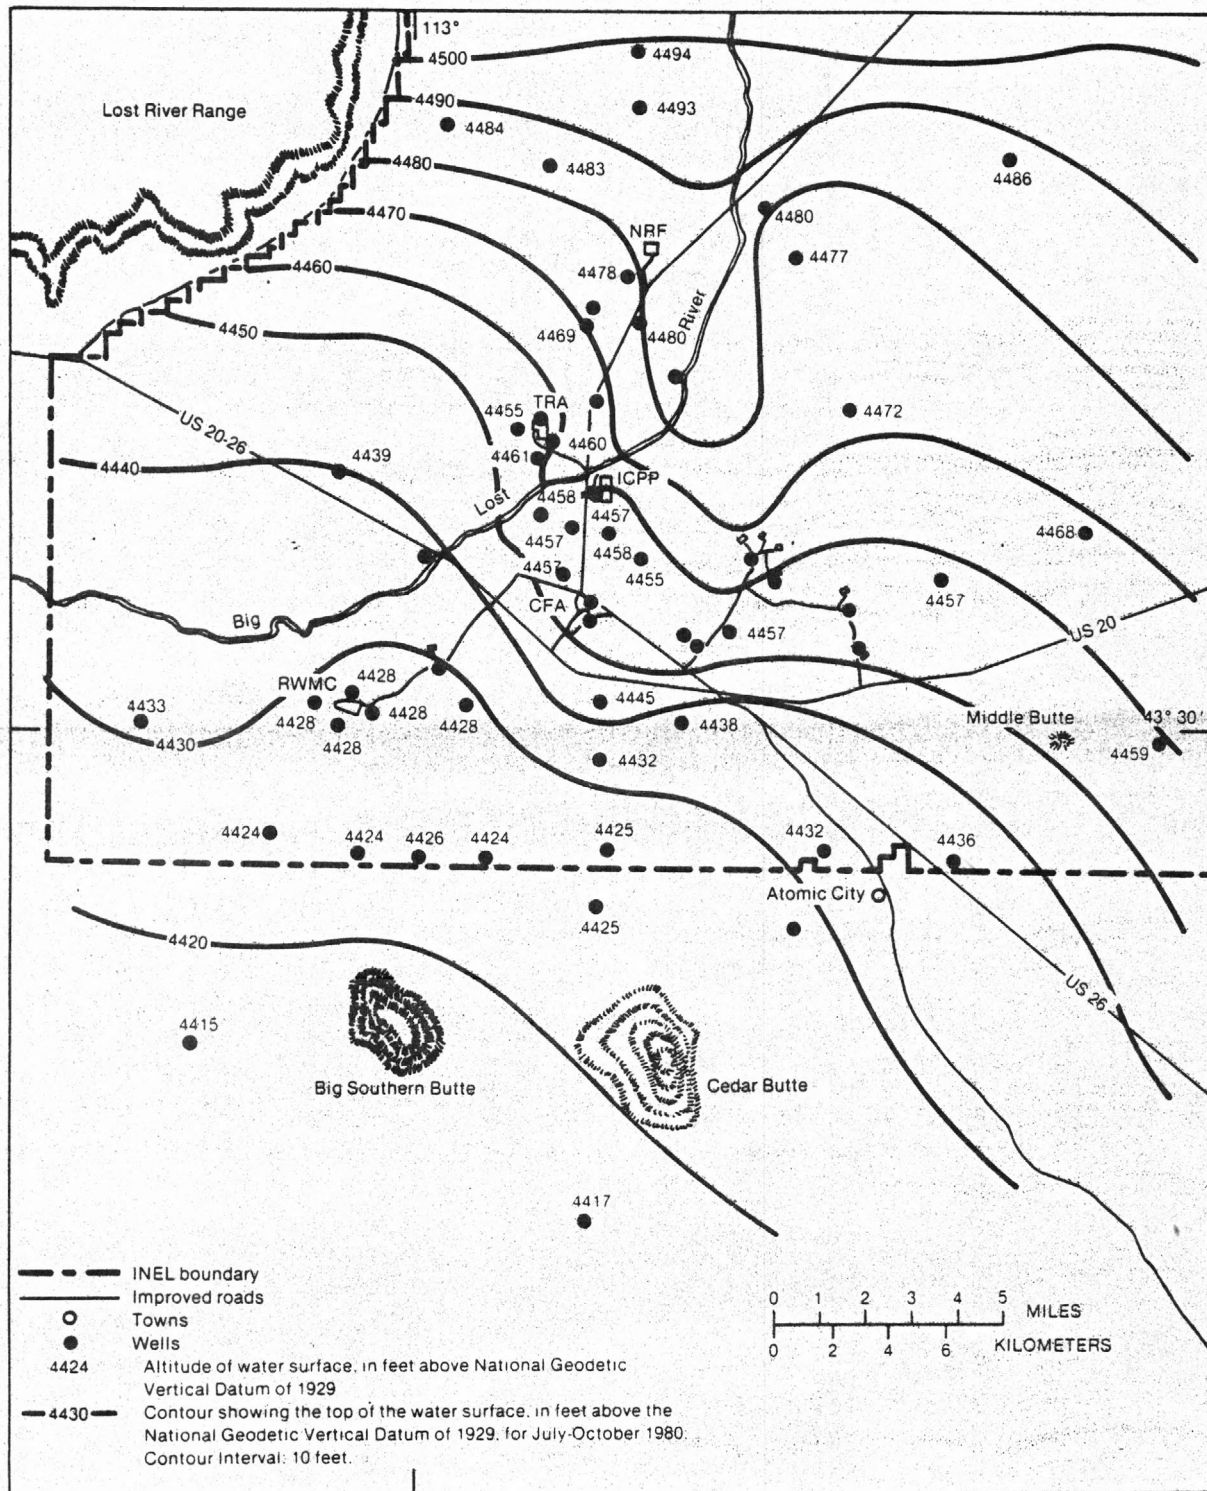 113°
4500
4494
Lost River Range
4490
4493
4484
4480
4483
4486
4470
4480
NRF
4460
4478
4477
4450
River
4469
4480
US 20-26
TRA
4455
4472
4460
4440
4439
4461
ICPP
Lost
4458
4457
4468
4457
4458
4457
4455
4457
CFA
Big
4457
US 20
RWMC
4428
4445
4433
4428
4428
4428
4438
Middle Butte
43° 30'
4430
4428
4432
4459
4424
4424
4426
4424
4425
4432
4436
Atomic City
4425
4420
US 26
4415
Big Southern Butte
Cedar Butte
4417
INEL boundary
Improved roads
Towns
Wells
4424 Altitude of water surface, in feet above National Geodetic
Vertical Datum of 1929
4430 Contour showing the top of the water surface, in feet above the
National Geodetic Vertical Datum of 1929, for July-October 1980.
Contour Interval: 10 feet.
0 1 2 3 4 5 MILES
0 2 4 6 KILOMETERS